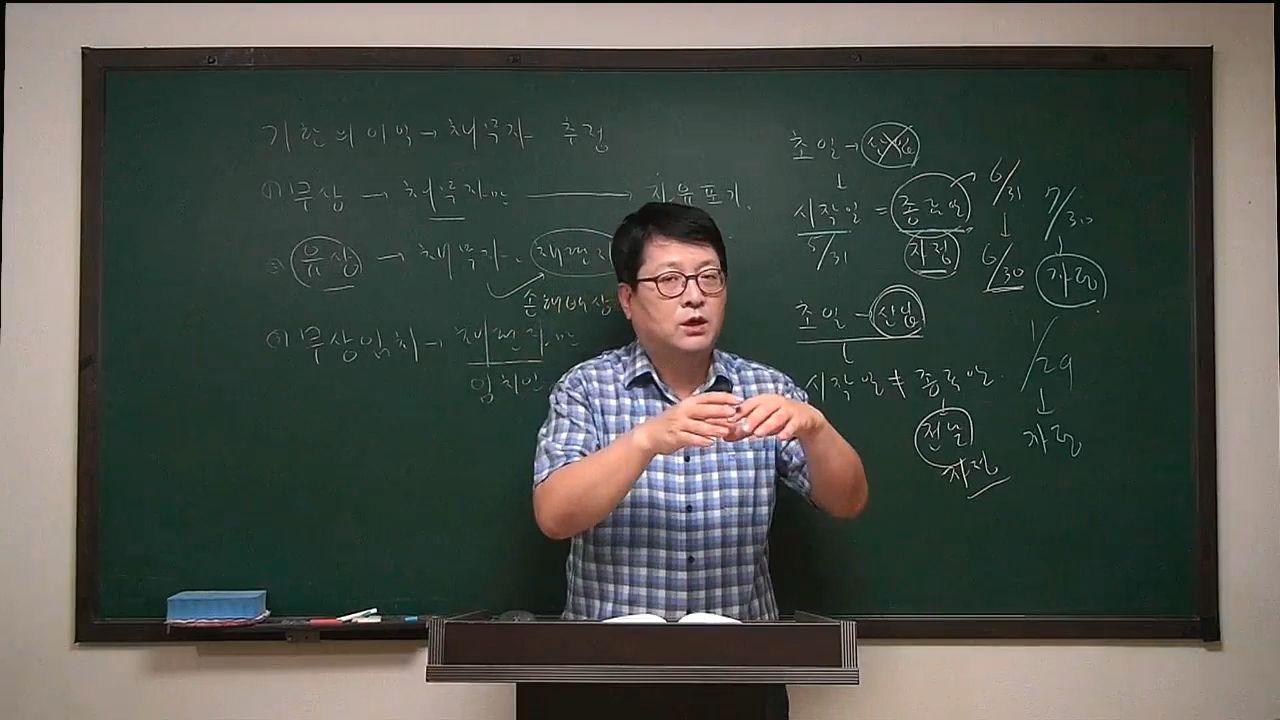 기한의 이익 → 채무자 추정
(1) 무상 → 채무자만 → 자유포기
(2) 유상 → 채무자, 채권자
손해배상
(1) 무상임치 → 채권자만
임치인
초일 → 산입
↓
시작일 = 종료일
5/31
자정
6/31
↓
6/30
7/30
자정
초일 → 산입
시작일 ≠ 종료일
전날
자정
1/29
↓
자정